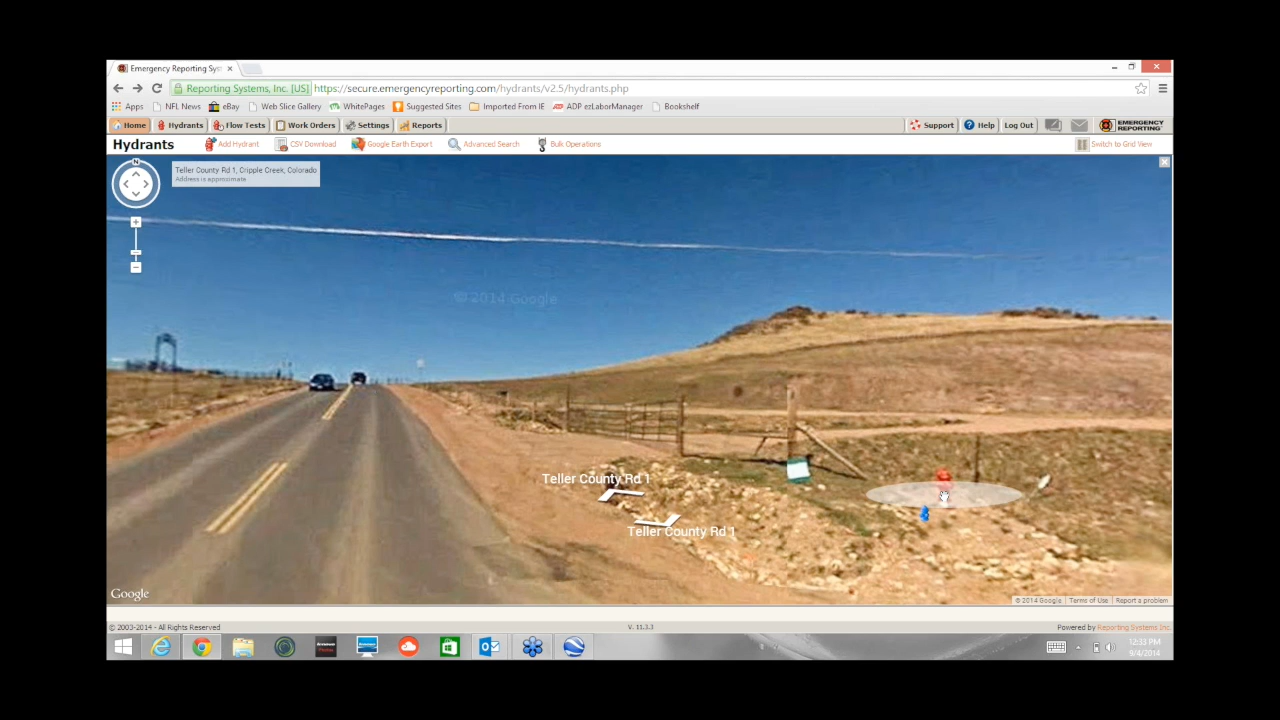 Emergency Reporting Sys
Reporting Systems, Inc. [US] https://secure.emergencyreporting.com/hydrants/v2.5/hydrants.php
Apps NFL News eBay Web Slice Gallery WhitePages Suggested Sites Imported From IE ADP ezLaborManager Bookshelf
Home Hydrants Flow Tests Work Orders Settings Reports Support Help Log Out EMERGENCY REPORTING
Hydrants Add Hydrant CSV Download Google Earth Export Advanced Search Bulk Operations Switch to Grid View
N
Teller County Rd 1, Cripple Creek, Colorado
Address is approximate
© 2014 Google
Teller County Rd 1
Teller County Rd 1
Google © 2014 Google Terms of Use Report a problem
© 2003-2014 - All Rights Reserved V. 11.3.3 Powered by Reporting Systems Inc.
12:33 PM
9/4/2014